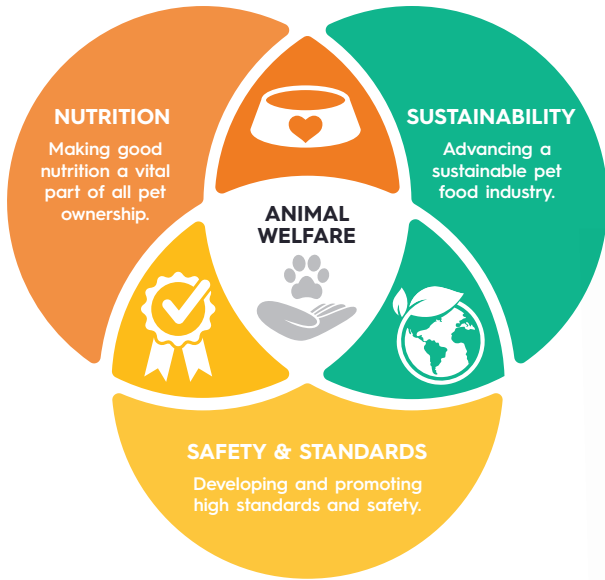 NUTRITION
Making good
nutrition a vital
part of all pet
ownership.
SUSTAINABILITY
Advancing a
sustainable pet
food industry.
ANIMAL
WELFARE
SAFETY & STANDARDS
Developing and promoting
high standards and safety.